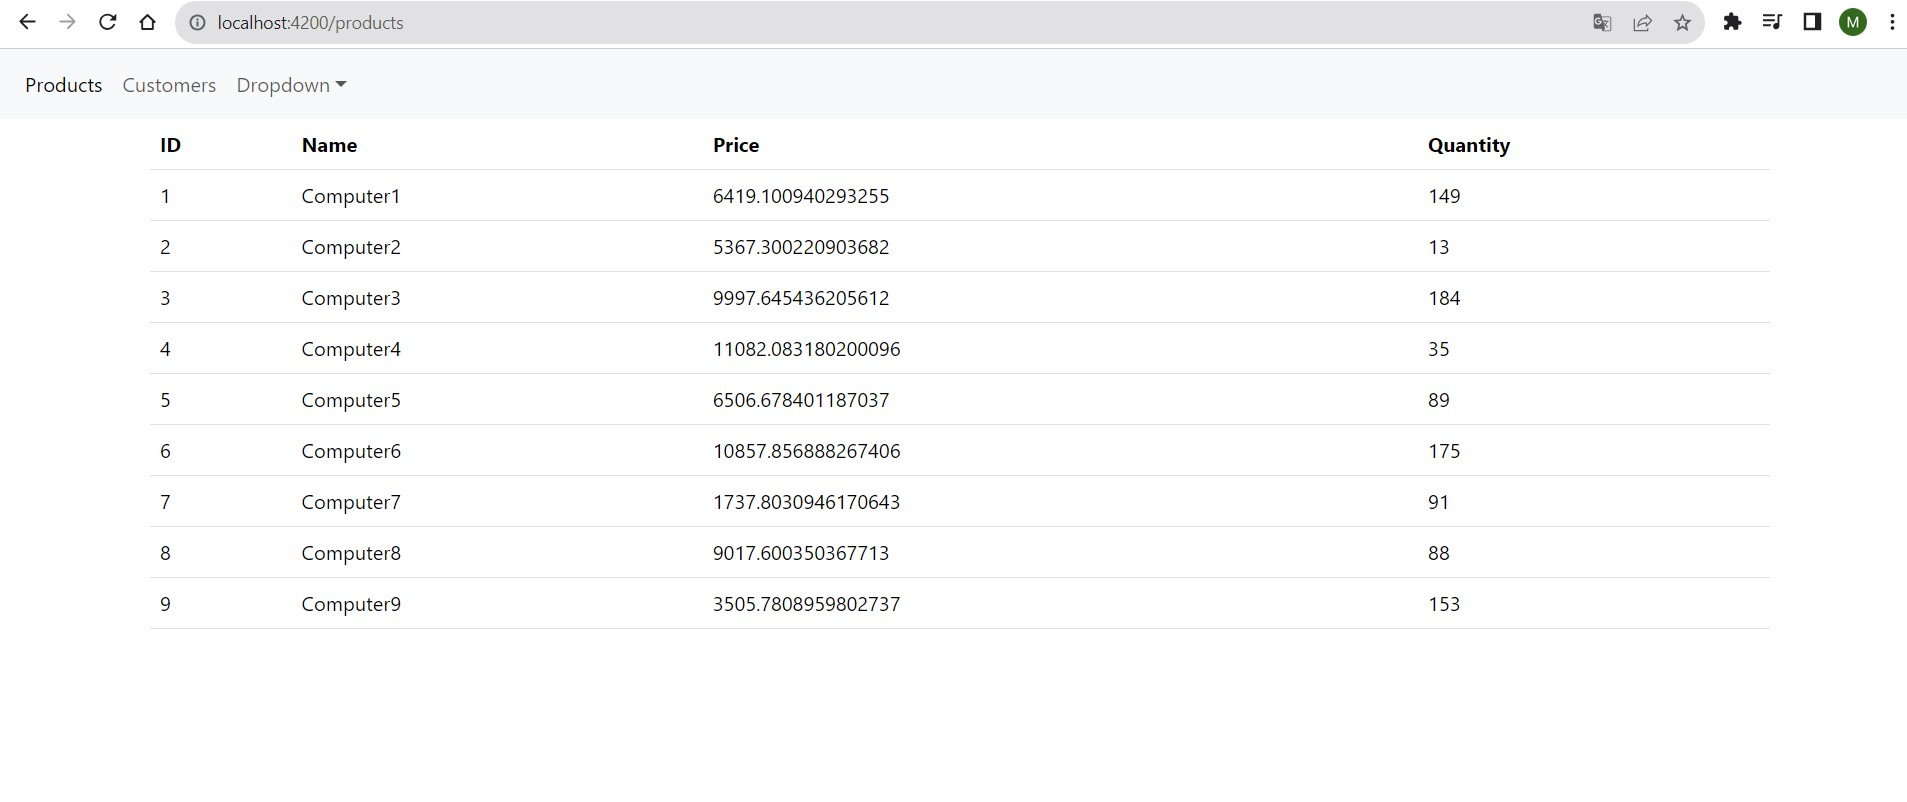 localhost:4200/products
M
Products Customers Dropdown
ID Name Price Quantity
1 Computer1 6419.100940293255 149
2 Computer2 5367.300220903682 13
3 Computer3 9997.645436205612 184
4 Computer4 11082.083180200096 35
5 Computer5 6506.678401187037 89
6 Computer6 10857.856888267406 175
7 Computer7 1737.8030946170643 91
8 Computer8 9017.600350367713 88
9 Computer9 3505.7808959802737 153